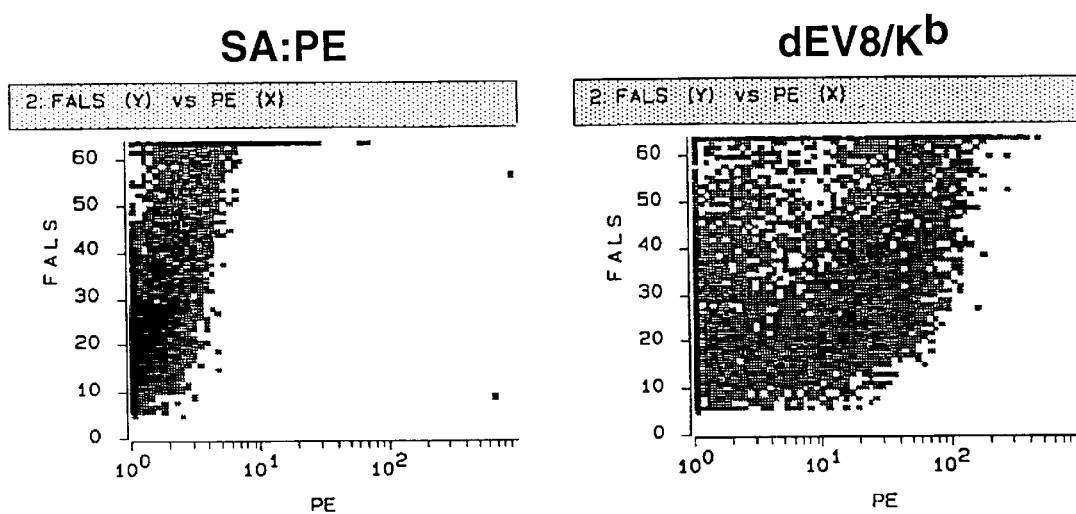 SA:PE
2: FALS (Y) vs PE (X)
60
50
40
30
20
10
0
FALS
10⁰
10¹
10²
PE
dEV8/Kᵇ
2: FALS (Y) vs PE (X)
60
50
40
30
20
10
0
FALS
10⁰
10¹
10²
PE